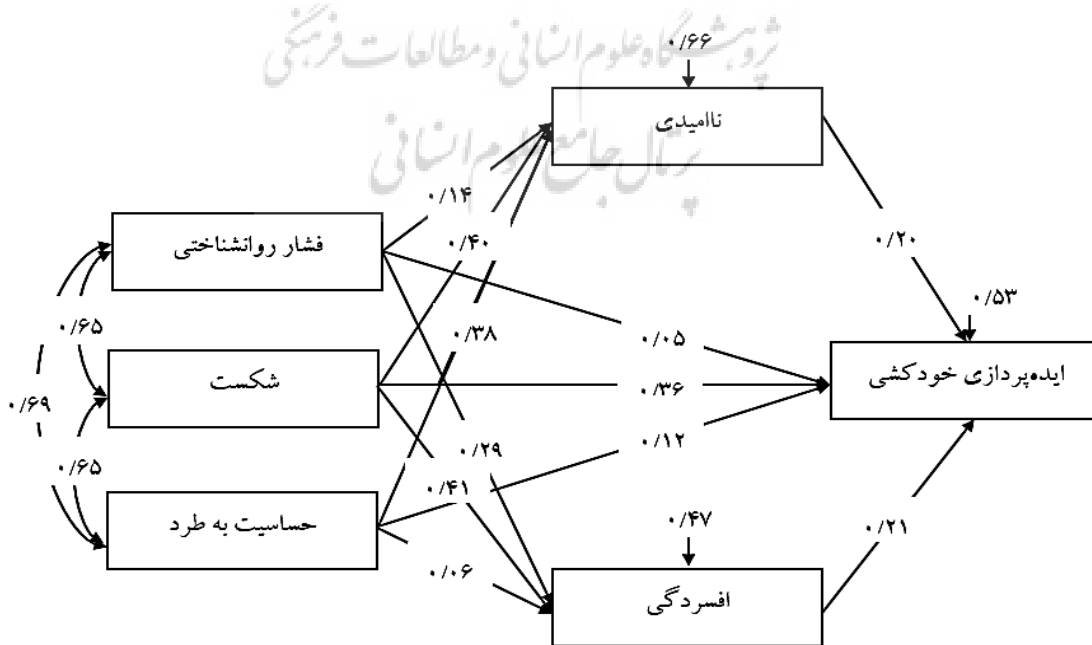 پژوهشگاه علوم انسانی و مطالعات فرهنگی
پرتال جامع علوم انسانی
۰/۶۶
ناامیدی
۰/۱۴
فشار روانشناختی
۰/۴۰
۰/۲۰
۰/۵۳
۰/۶۵
۰/۳۸
۰/۰۵
ایده‌پردازی خودکشی
شکست
۰/۳۶
۰/۶۹
۰/۱۲
۰/۲۹
۰/۶۵
۰/۴۱
حساسیت به طرد
۰/۴۷
۰/۲۱
۰/۰۶
افسردگی